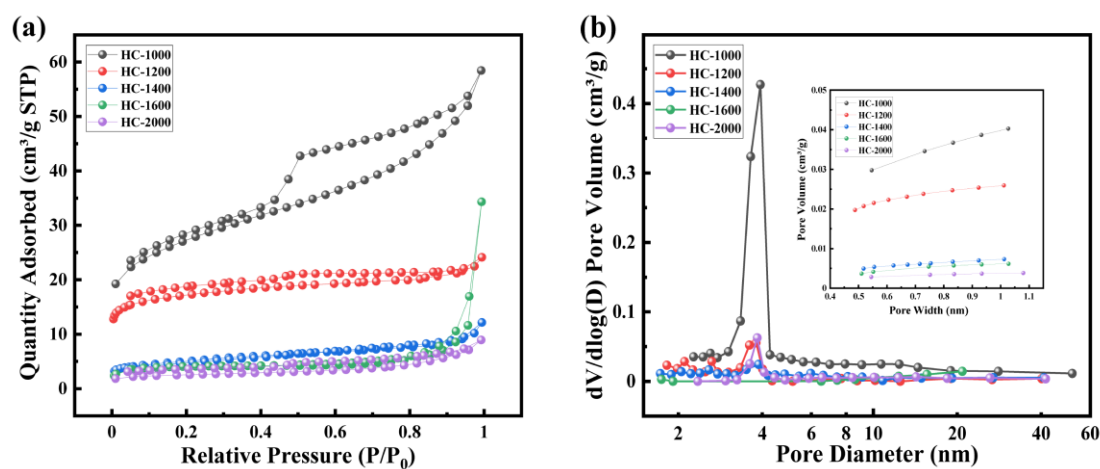 (a)
HC-1000
HC-1200
HC-1400
HC-1600
HC-2000
Quantity Adsorbed (cm³/g STP)
60
50
40
30
20
10
0
0
0.2
0.4
0.6
0.8
1
Relative Pressure (P/P₀)
(b)
HC-1000
HC-1200
HC-1400
HC-1600
HC-2000
dV/dlog(D) Pore Volume (cm³/g)
0.4
0.3
0.2
0.1
0
2
4
6
8
10
20
40
60
Pore Diameter (nm)
HC-1000
HC-1200
HC-1400
HC-1600
HC-2000
Pore Volume (cm³/g)
0.05
0.04
0.03
0.02
0.01
0
0.4
0.5
0.6
0.7
0.8
0.9
1
1.1
Pore Width (nm)